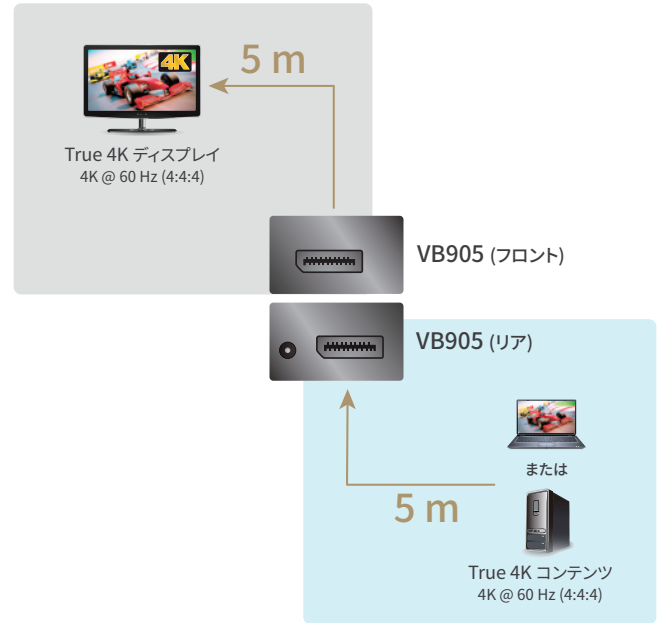 4K
5 m
True 4K ディスプレイ
4K @ 60 Hz (4:4:4)
VB905 (フロント)
VB905 (リア)
または
5 m
True 4K コンテンツ
4K @ 60 Hz (4:4:4)